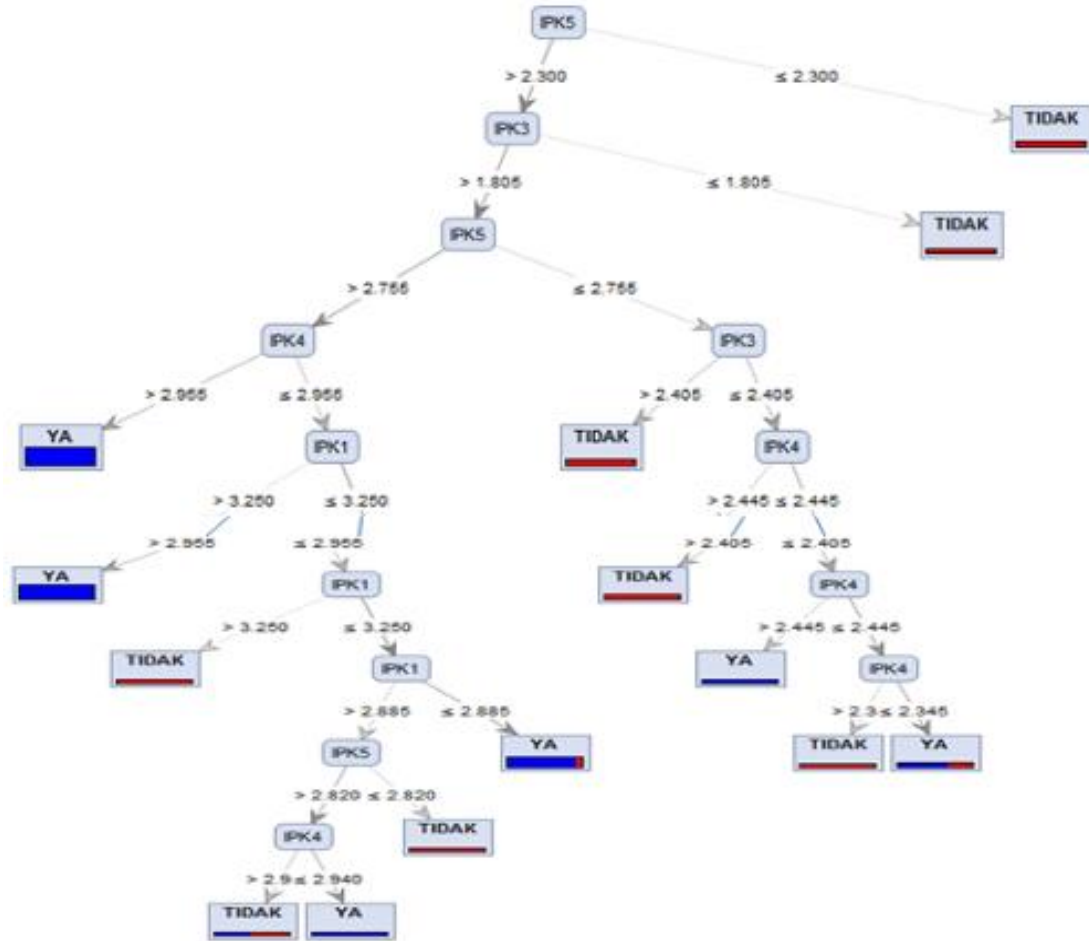 IPK5
> 2.300 ≤ 2.300
TIDAK
IPK3
> 1.805 ≤ 1.805
TIDAK
IPK5
> 2.755 ≤ 2.755
IPK4 IPK3
> 2.955 ≤ 2.955 > 2.405 ≤ 2.405
YA IPK1 TIDAK IPK4
> 3.250 ≤ 3.250 > 2.445 ≤ 2.445
> 2.955 ≤ 2.955 > 2.405 ≤ 2.405
YA IPK1 TIDAK IPK4
> 3.250 ≤ 3.250 > 2.445 ≤ 2.445
TIDAK IPK1 YA IPK4
> 2.885 ≤ 2.885 > 2.3 ≤ 2.345
IPK5 YA TIDAK YA
> 2.820 ≤ 2.820
IPK4 TIDAK
> 2.9 ≤ 2.940
TIDAK YA